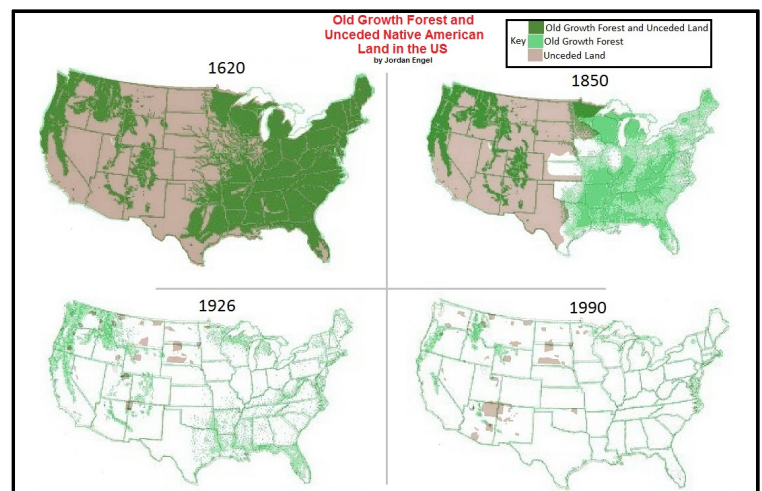 Old Growth Forest and
Unceded Native American
Land in the US
by Jordan Engel
Key
Old Growth Forest and Unceded Land
Old Growth Forest
Unceded Land
1620
1850
1926
1990